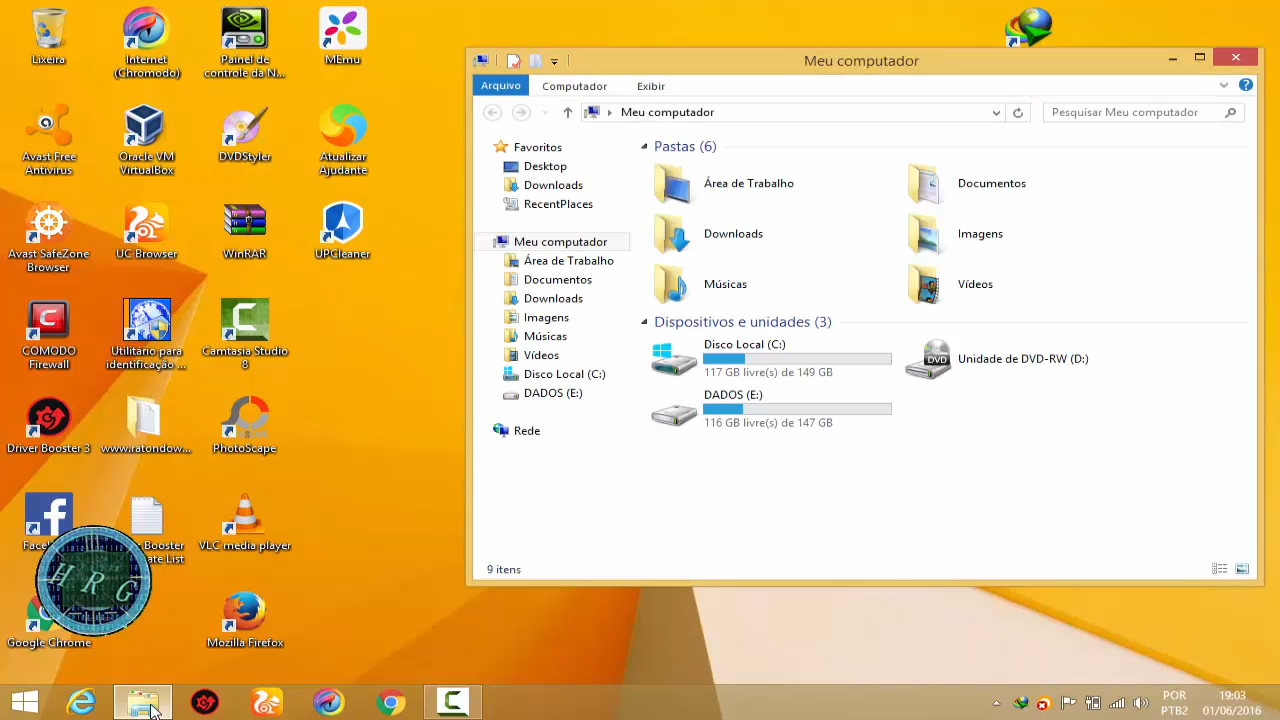 Lixeira
Internet
(Chromodo)
Painel de
controle da N...
MEmu
Avast Free
Antivirus
Oracle VM
VirtualBox
DVDStyler
Atualizar
Ajudante
Avast SafeZone
Browser
UC Browser
WinRAR
UPCleaner
COMODO
Firewall
Utilitário para
identificação ...
Camtasia Studio
8
Driver Booster 3
www.ratondow...
PhotoScape
Booster
List
VLC media player
HRC
Google Chrome
Mozilla Firefox
Meu computador
Arquivo
Computador
Exibir
Meu computador
Pesquisar Meu computador
Favoritos
Desktop
Downloads
RecentPlaces
Meu computador
Área de Trabalho
Documentos
Downloads
Imagens
Músicas
Vídeos
Disco Local (C:)
DADOS (E:)
Rede
Pastas (6)
Área de Trabalho
Documentos
Downloads
Imagens
Músicas
Vídeos
Dispositivos e unidades (3)
Disco Local (C:)
117 GB livre(s) de 149 GB
DVD
Unidade de DVD-RW (D:)
DADOS (E:)
116 GB livre(s) de 147 GB
9 itens
POR
PTB2
19:03
01/06/2016